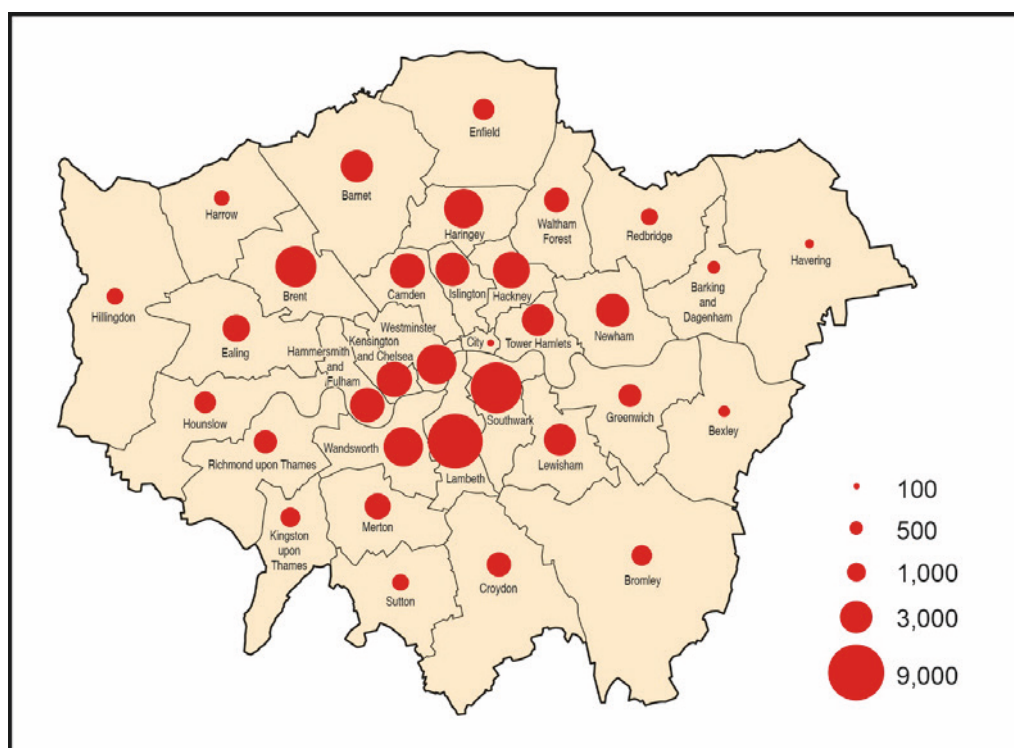 Enfield
Barnet
Harrow
Haringey
Waltham
Forest
Redbridge
Havering
Brent
Camden
Islington
Hackney
Barking
and
Dagenham
Hillingdon
Newham
Ealing
Westminster
Kensington
and Chelsea
City
Tower Hamlets
Hammersmith
and
Fulham
Hounslow
Southwark
Greenwich
Bexley
Richmond upon Thames
Wandsworth
Lambeth
Lewisham
Merton
Kingston
upon
Thames
Sutton
Croydon
Bromley
100
500
1,000
3,000
9,000